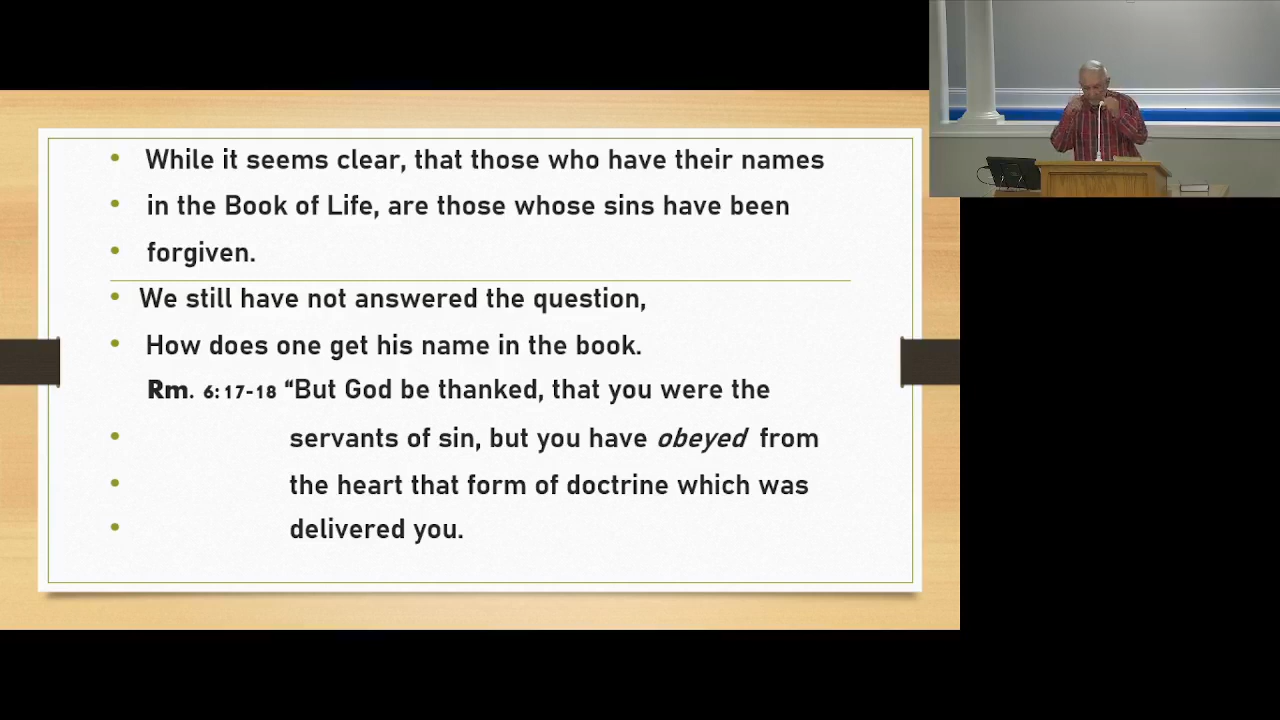 • While it seems clear, that those who have their names
• in the Book of Life, are those whose sins have been
• forgiven.
• We still have not answered the question,
• How does one get his name in the book.
Rm. 6:17-18 “But God be thanked, that you were the
• servants of sin, but you have obeyed from
• the heart that form of doctrine which was
• delivered you.